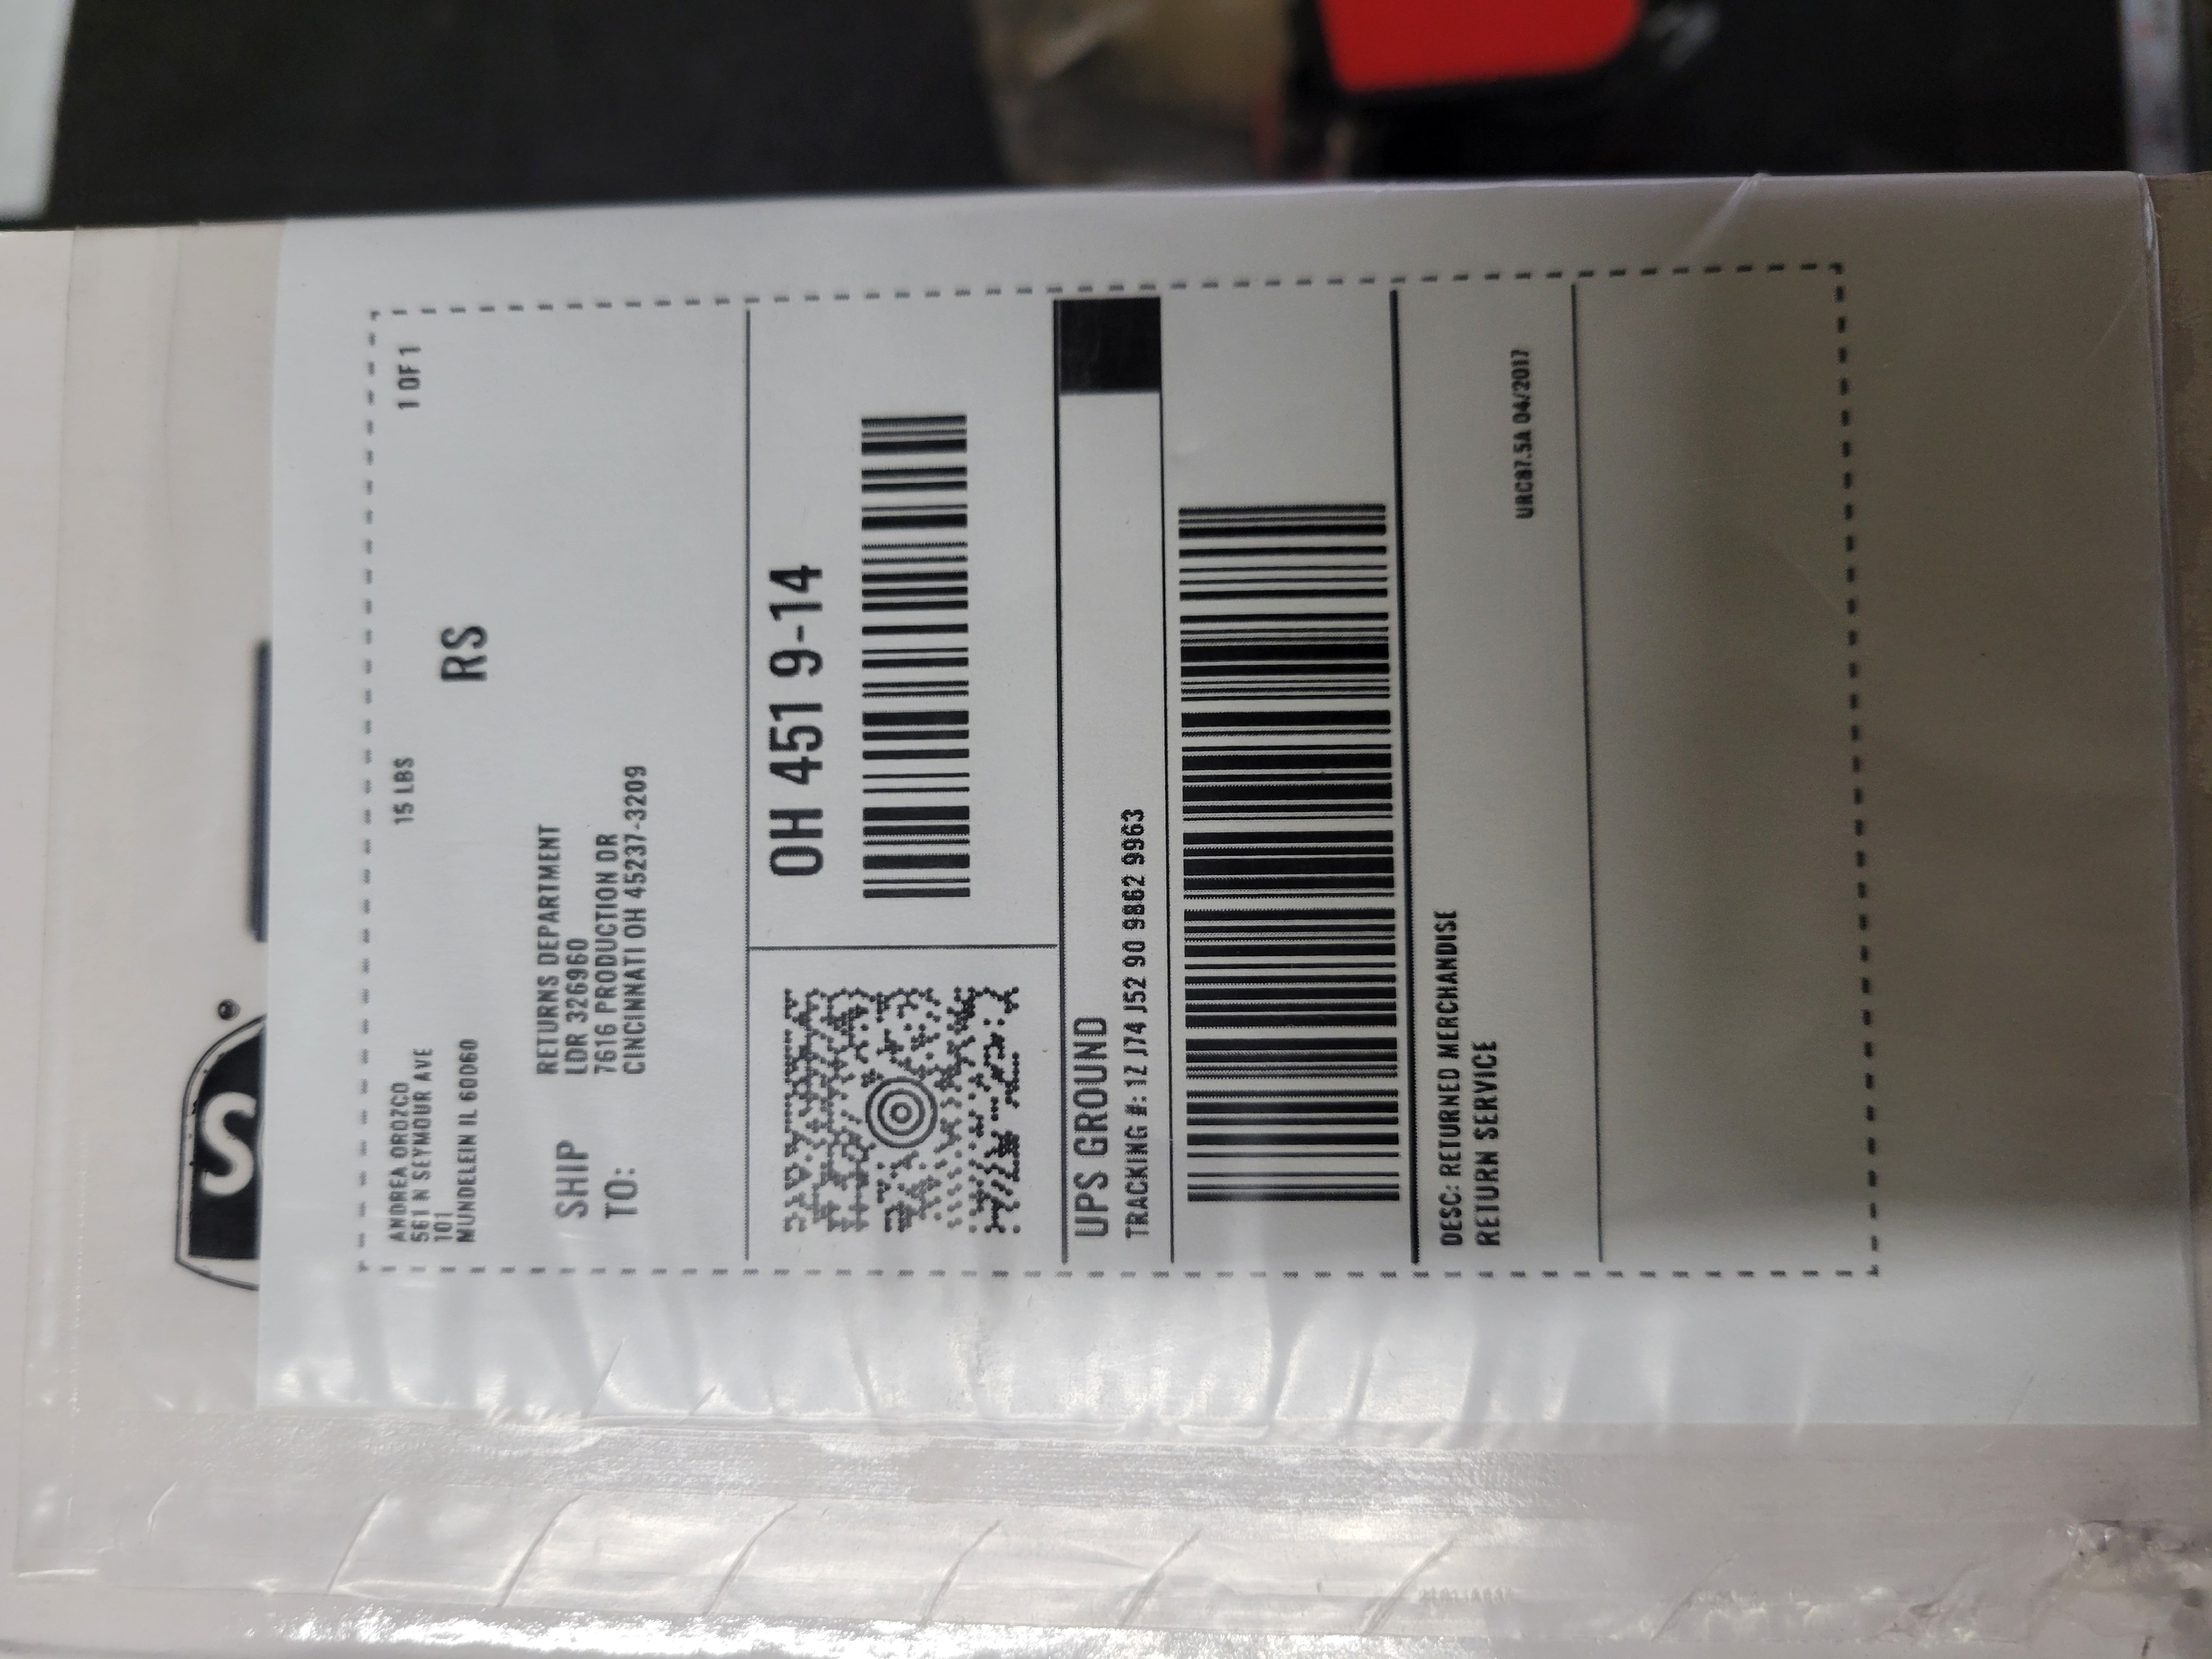 S
ANDREA OROZCO
561 N SEYMOUR AVE
101
MUNDELEIN IL 60060
15 LBS
1 OF 1
RS
SHIP
TO:
RETURNS DEPARTMENT
LDR 326960
7616 PRODUCTION DR
CINCINNATI OH 45237-3209
OH 451 9-14
UPS GROUND
TRACKING #: 1Z J74 J52 90 9862 9963
DESC: RETURNED MERCHANDISE
RETURN SERVICE
URC87.5A 04/2017